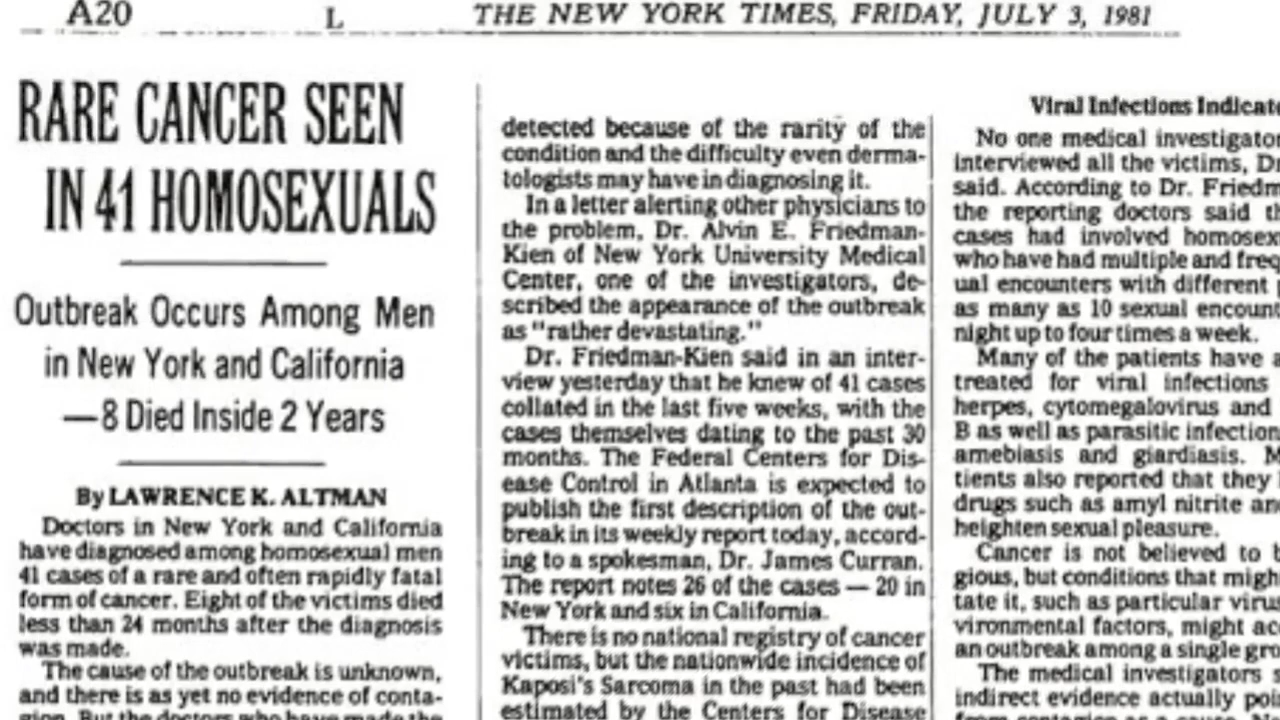 A20
L
THE NEW YORK TIMES, FRIDAY, JULY 3, 1981
RARE CANCER SEEN
IN 41 HOMOSEXUALS
Outbreak Occurs Among Men
in New York and California
—8 Died Inside 2 Years
By LAWRENCE K. ALTMAN
Doctors in New York and California
have diagnosed among homosexual men
41 cases of a rare and often rapidly fatal
form of cancer. Eight of the victims died
less than 24 months after the diagnosis
was made.
The cause of the outbreak is unknown,
and there is as yet no evidence of conta-
gion. But the doctors who have made the
detected because of the rarity of the
condition and the difficulty even derma-
tologists may have in diagnosing it.
In a letter alerting other physicians to
the problem, Dr. Alvin E. Friedman-
Kien of New York University Medical
Center, one of the investigators, de-
scribed the appearance of the outbreak
as "rather devastating."
Dr. Friedman-Kien said in an inter-
view yesterday that he knew of 41 cases
collated in the last five weeks, with the
cases themselves dating to the past 30
months. The Federal Centers for Dis-
ease Control in Atlanta is expected to
publish the first description of the out-
break in its weekly report today, accord-
ing to a spokesman, Dr. James Curran.
The report notes 26 of the cases — 20 in
New York and six in California.
There is no national registry of cancer
victims, but the nationwide incidence of
Kaposi's Sarcoma in the past had been
estimated by the Centers for Disease
Viral Infections Indicate
No one medical investigator
interviewed all the victims, Dr
said. According to Dr. Friedm
the reporting doctors said th
cases had involved homosex
who have had multiple and freq
ual encounters with different
as many as 10 sexual encount
night up to four times a week.
Many of the patients have a
treated for viral infections
herpes, cytomegalovirus and
B as well as parasitic infection
amebiasis and giardiasis. M
tients also reported that they
drugs such as amyl nitrite an
heighten sexual pleasure.
Cancer is not believed to b
gious, but conditions that migh
tate it, such as particular virus
vironmental factors, might ac
an outbreak among a single gro
The medical investigators s
indirect evidence actually poi